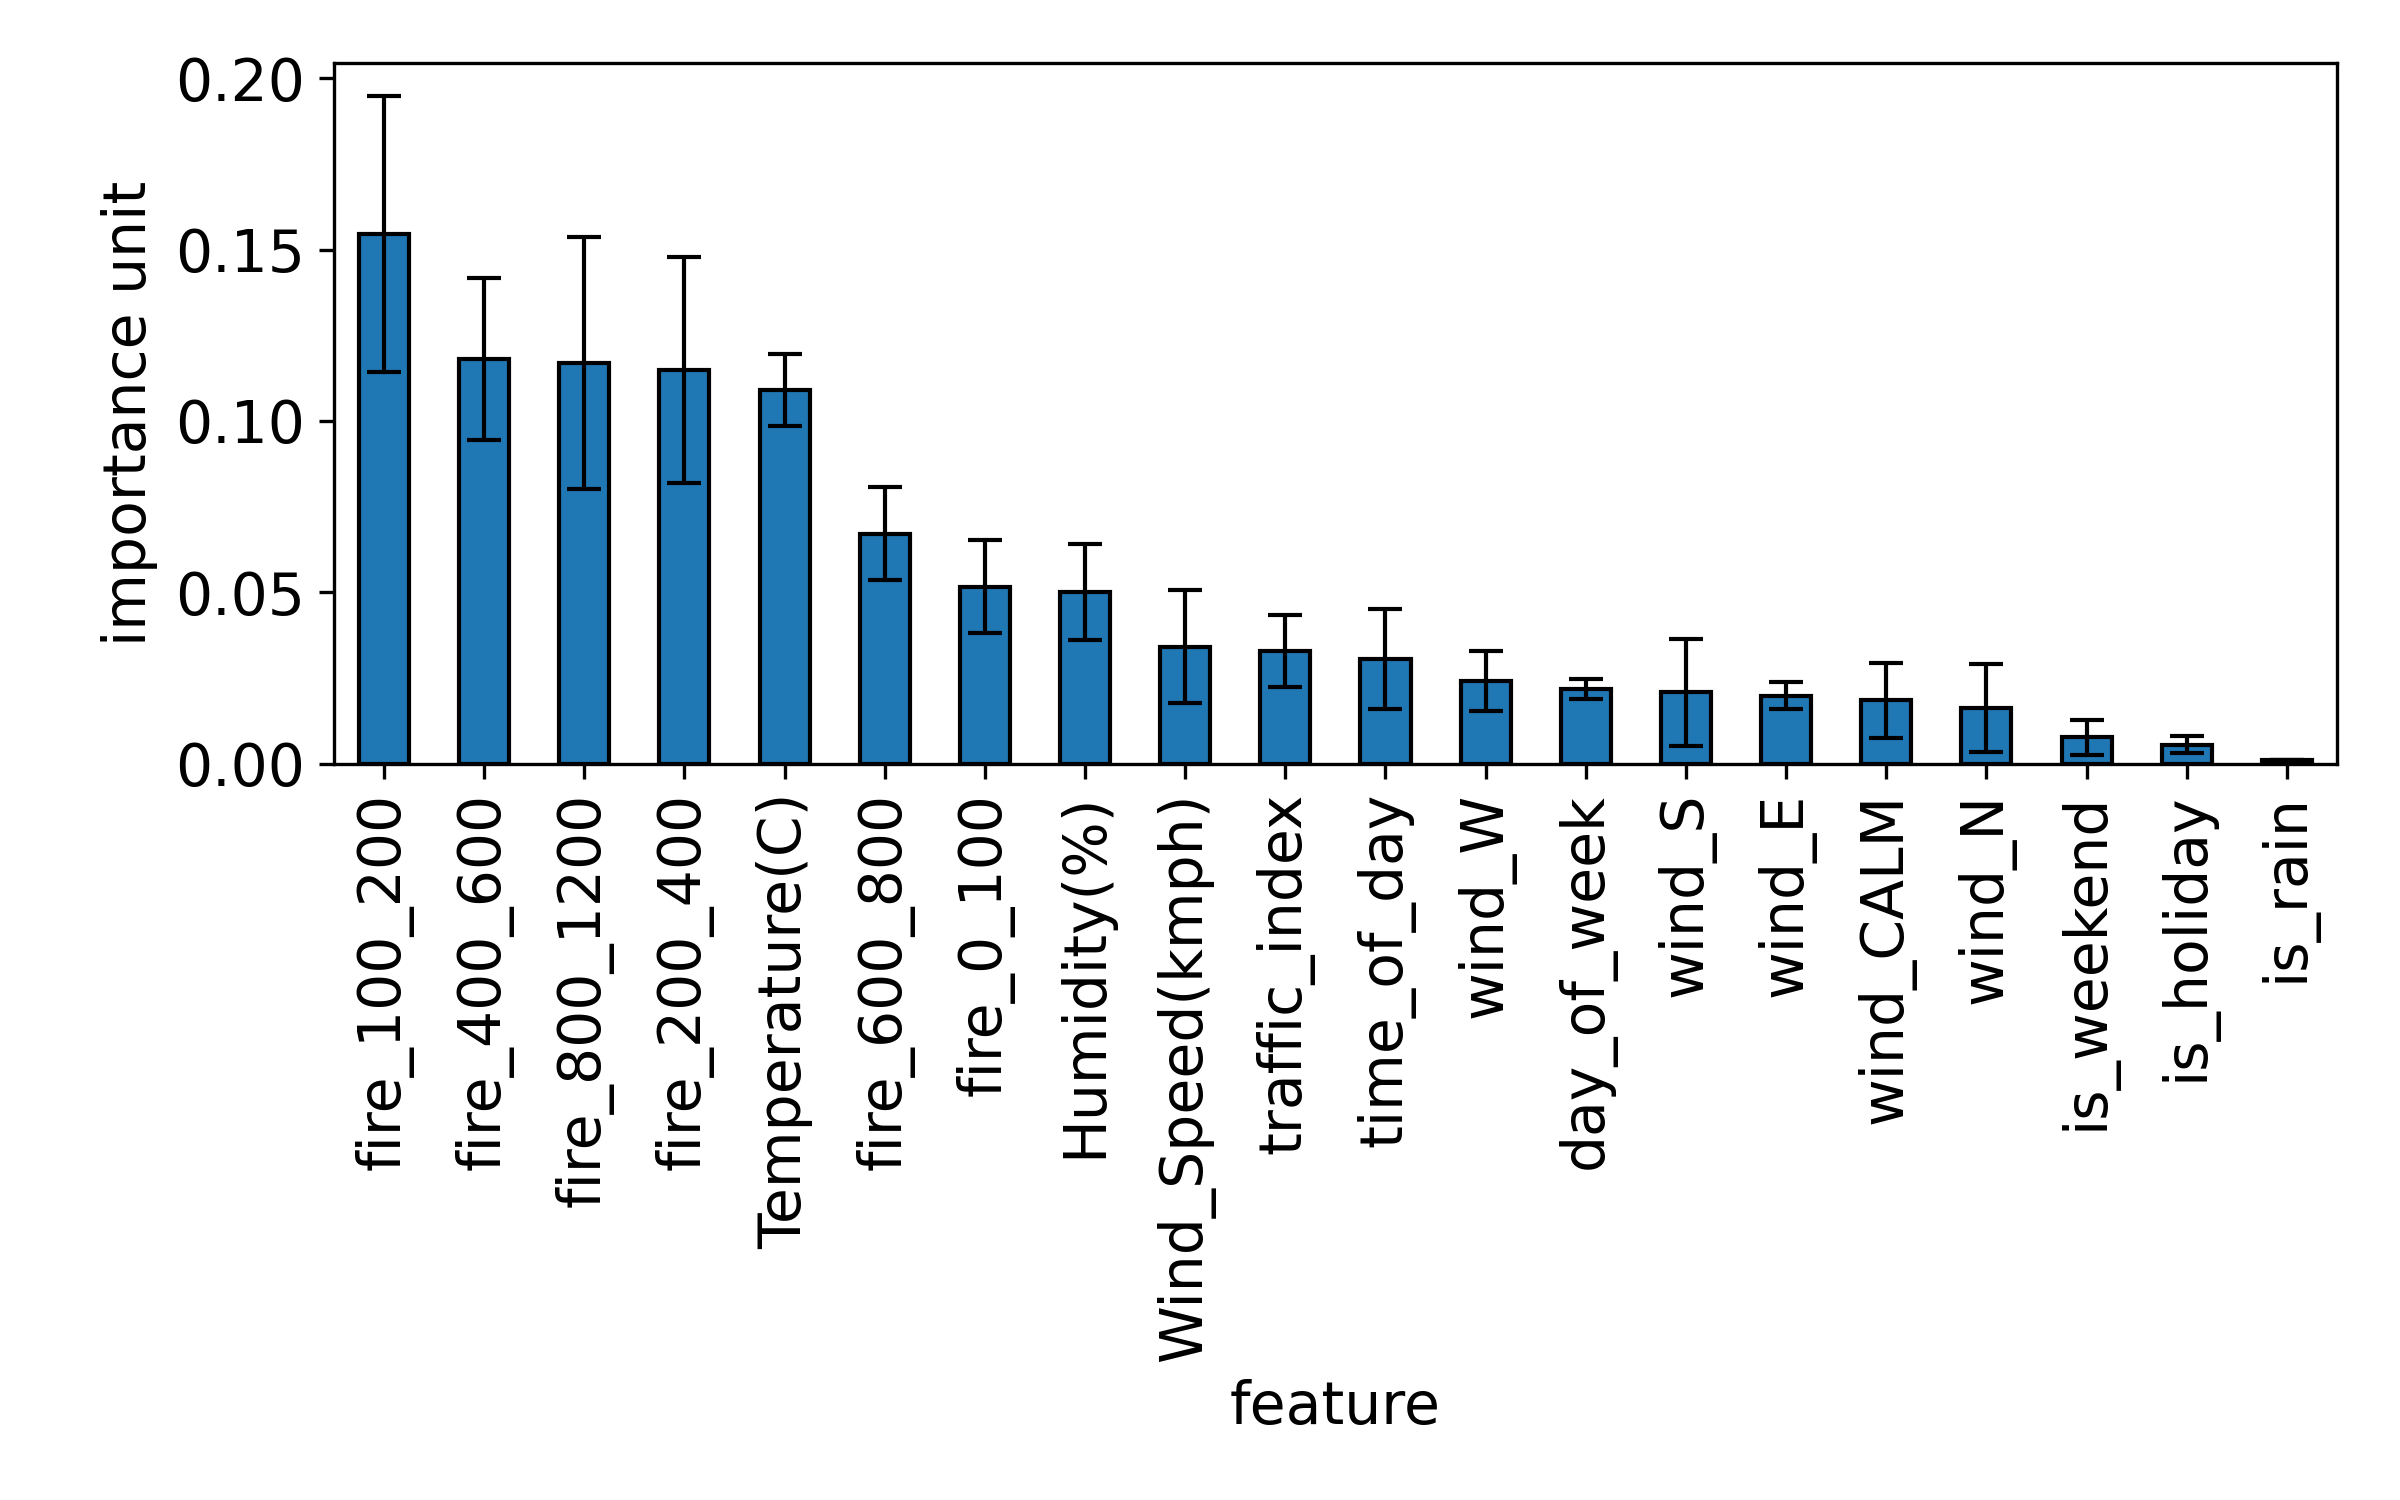 0.20
0.15
0.10
0.05
0.00
importance unit
fire_100_200
fire_400_600
fire_800_1200
fire_200_400
Temperature(C)
fire_600_800
fire_0_100
Humidity(%)
Wind_Speed(kmph)
traffic_index
time_of_day
wind_W
day_of_week
wind_S
wind_E
wind_CALM
wind_N
is_weekend
is_holiday
is_rain
feature